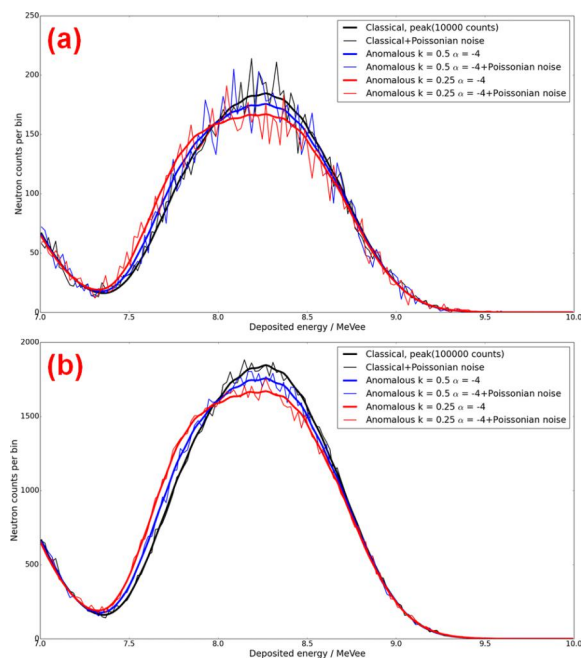 (a)
250
200
150
100
50
0
Neutron counts per bin
Classical, peak(10000 counts)
Classical+Poissonian noise
Anomalous k = 0.5 α = -4
Anomalous k = 0.5 α = -4+Poissonian noise
Anomalous k = 0.25 α = -4
Anomalous k = 0.25 α = -4+Poissonian noise
7.0 7.5 8.0 8.5 9.0 9.5 10.0
Deposited energy / MeVee
(b)
2000
1500
1000
500
0
Neutron counts per bin
Classical, peak(100000 counts)
Classical+Poissonian noise
Anomalous k = 0.5 α = -4
Anomalous k = 0.5 α = -4+Poissonian noise
Anomalous k = 0.25 α = -4
Anomalous k = 0.25 α = -4+Poissonian noise
7.0 7.5 8.0 8.5 9.0 9.5 10.0
Deposited energy / MeVee